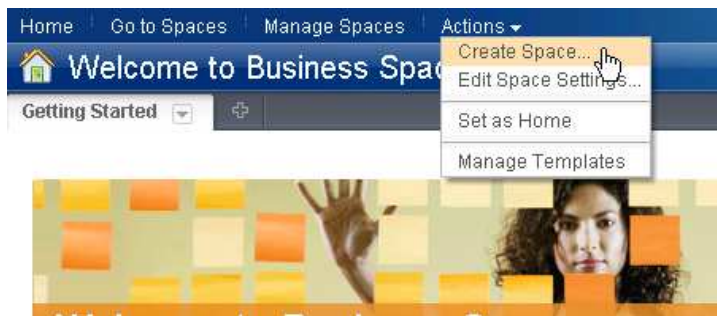 Home Go to Spaces Manage Spaces Actions
Welcome to Business Spa
Create Space...
Edit Space Settings...
Getting Started
Set as Home
Manage Templates